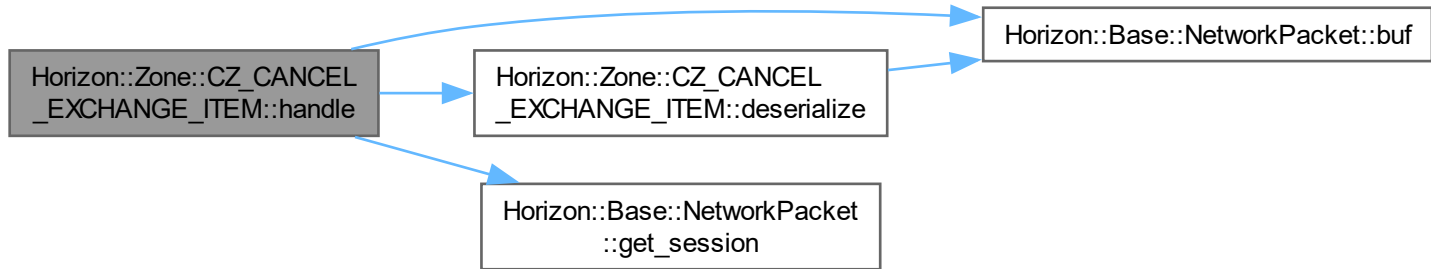 Horizon::Zone::CZ_CANCEL
_EXCHANGE_ITEM::handle
Horizon::Zone::CZ_CANCEL
_EXCHANGE_ITEM::deserialize
Horizon::Base::NetworkPacket::buf
Horizon::Base::NetworkPacket
::get_session